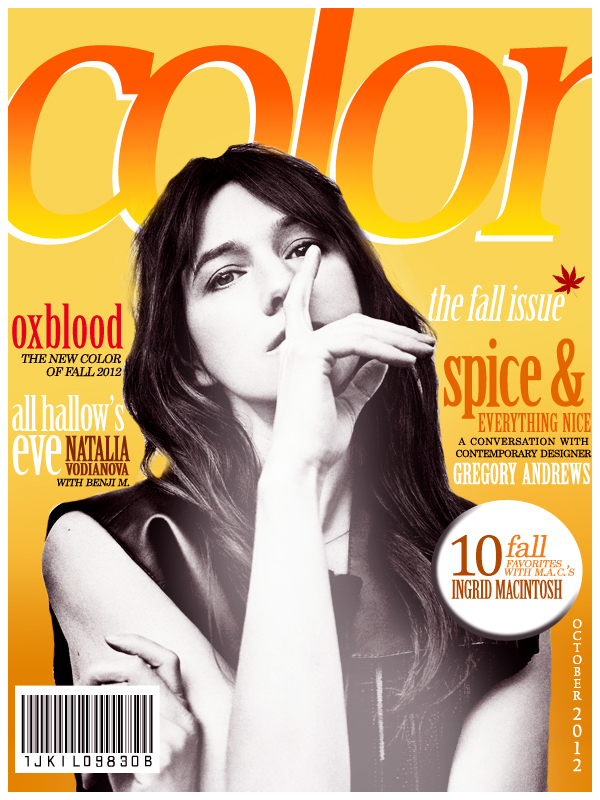 color
the fall issue
oxblood
THE NEW COLOR
OF FALL 2012
spice &
EVERYTHING NICE
A CONVERSATION WITH
CONTEMPORARY DESIGNER
GREGORY ANDREWS
all hallow's
eve NATALIA
VODIANOVA
WITH BENJI M.
10 fall
FAVORITES
WITH M.A.C.'S
INGRID MACINTOSH
OCTOBER 2012
1JKIL09830B